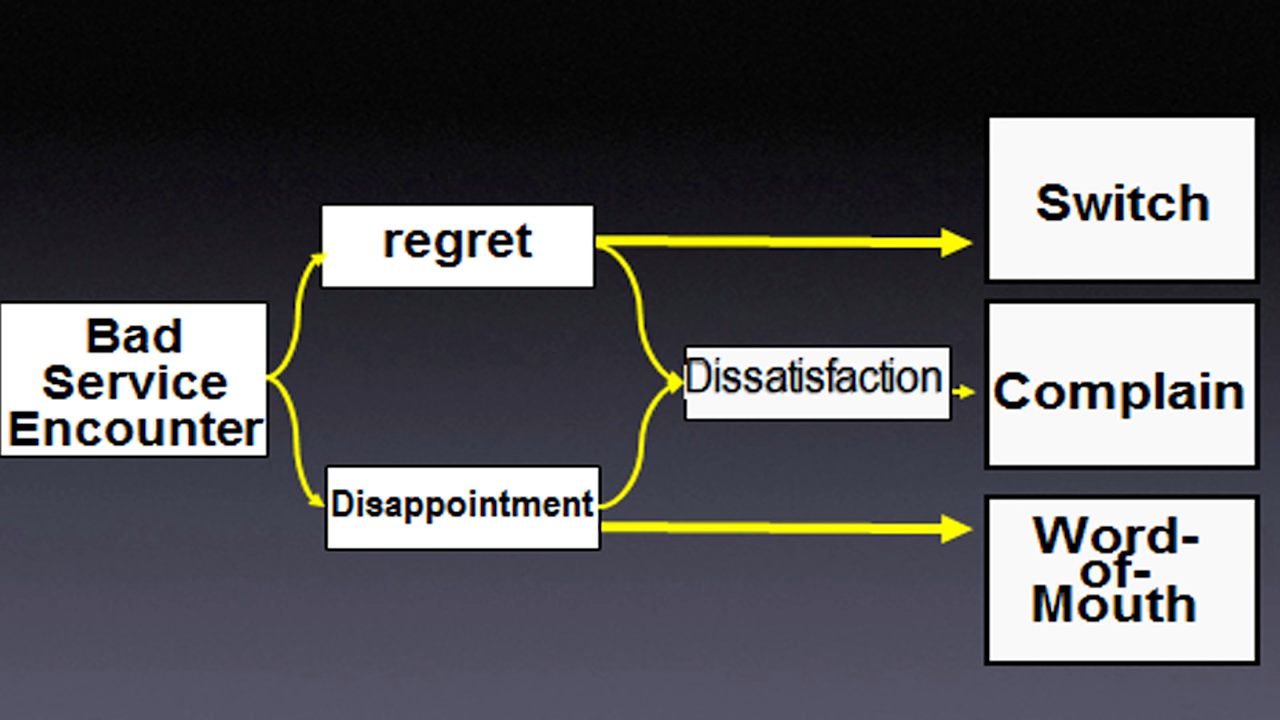 Bad
Service
Encounter
regret
Disappointment
Dissatisfaction
Switch
Complain
Word-
of-
Mouth